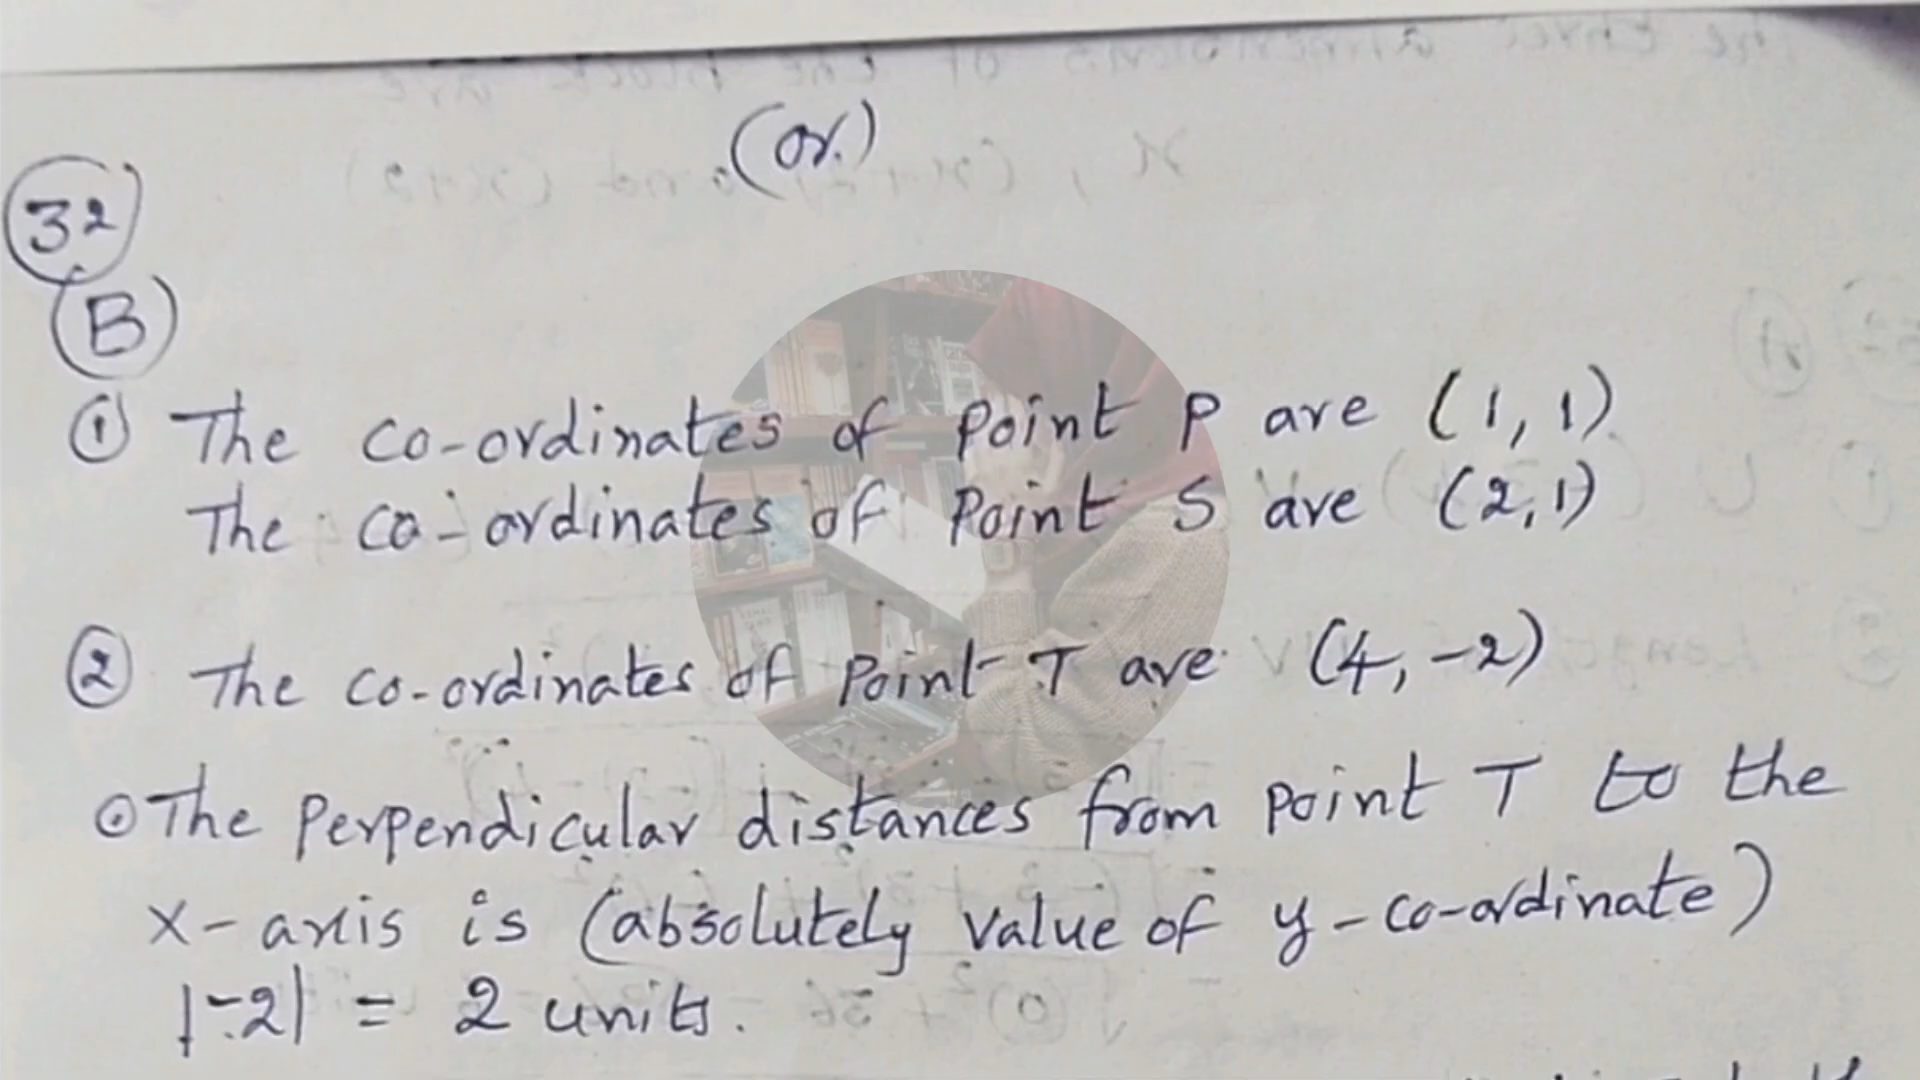 (or.)
32
B
① The co-ordinates of point P are (1,1)
The co-ordinates of Point S are (2,1)
② The co-ordinates of Point T are (4,-2)
The perpendicular distances from point T to the
X-axis is (absolutely value of y-co-ordinate)
|-2| = 2 units.